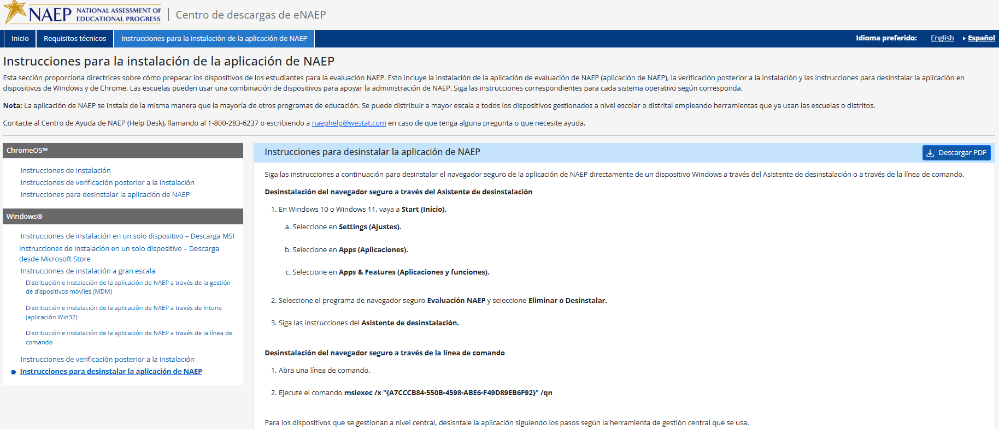 NAEP NATIONAL ASSESSMENT OF
EDUCATIONAL PROGRESS
Centro de descargas de eNAEP
Inicio
Requisitos técnicos
Instrucciones para la instalación de la aplicación de NAEP
Idioma preferido: English Español
Instrucciones para la instalación de la aplicación de NAEP
Esta sección proporciona directrices sobre cómo preparar los dispositivos de los estudiantes para la evaluación NAEP. Esto incluye la instalación de la aplicación de evaluación de NAEP (aplicación de NAEP), la verificación posterior a la instalación y las instrucciones para desinstalar la aplicación en
dispositivos de Windows y de Chrome. Las escuelas pueden usar una combinación de dispositivos para apoyar la administración de NAEP. Siga las instrucciones correspondientes para cada sistema operativo según corresponda.
Nota: La aplicación de NAEP se instala de la misma manera que la mayoría de otros programas de educación. Se puede distribuir a mayor escala a todos los dispositivos gestionados a nivel escolar o distrital empleando herramientas que ya usan las escuelas o distritos.
Contacte al Centro de Ayuda de NAEP (Help Desk), llamando al 1-800-283-6237 o escribiendo a naephelp@westat.com en caso de que tenga alguna pregunta o que necesite ayuda.
ChromeOS™
Instrucciones de instalación
Instrucciones de verificación posterior a la instalación
Instrucciones para desinstalar la aplicación de NAEP
Windows®
Instrucciones de instalación en un solo dispositivo – Descarga MSI
Instrucciones de instalación en un solo dispositivo – Descarga
desde Microsoft Store
Instrucciones de instalación a gran escala
Distribución e instalación de la aplicación de NAEP a través de la gestión
de dispositivos móviles (MDM)
Distribución e instalación de la aplicación de NAEP a través de Intune
(aplicación Win32)
Distribución e instalación de la aplicación de NAEP a través de la línea de
comando
Instrucciones de verificación posterior a la instalación
Instrucciones para desinstalar la aplicación de NAEP
Instrucciones para desinstalar la aplicación de NAEP
Descargar PDF
Siga las instrucciones a continuación para desinstalar el navegador seguro de la aplicación de NAEP directamente de un dispositivo Windows a través del Asistente de desinstalación o a través de la línea de comando.
Desinstalación del navegador seguro a través del Asistente de desinstalación
1. En Windows 10 o Windows 11, vaya a Start (Inicio).
a. Seleccione en Settings (Ajustes).
b. Seleccione en Apps (Aplicaciones).
c. Seleccione en Apps & Features (Aplicaciones y funciones).
2. Seleccione el programa de navegador seguro Evaluación NAEP y seleccione Eliminar o Desinstalar.
3. Siga las instrucciones del Asistente de desinstalación.
Desinstalación del navegador seguro a través de la línea de comando
1. Abra una línea de comando.
2. Ejecute el comando msiexec /x "{A7CCCB84-550B-4598-ABE6-F49D89EB6F92}" /qn
Para los dispositivos que se gestionan a nivel central, desisntale la aplicación siguiendo los pasos según la herramienta de gestión central que se usa.